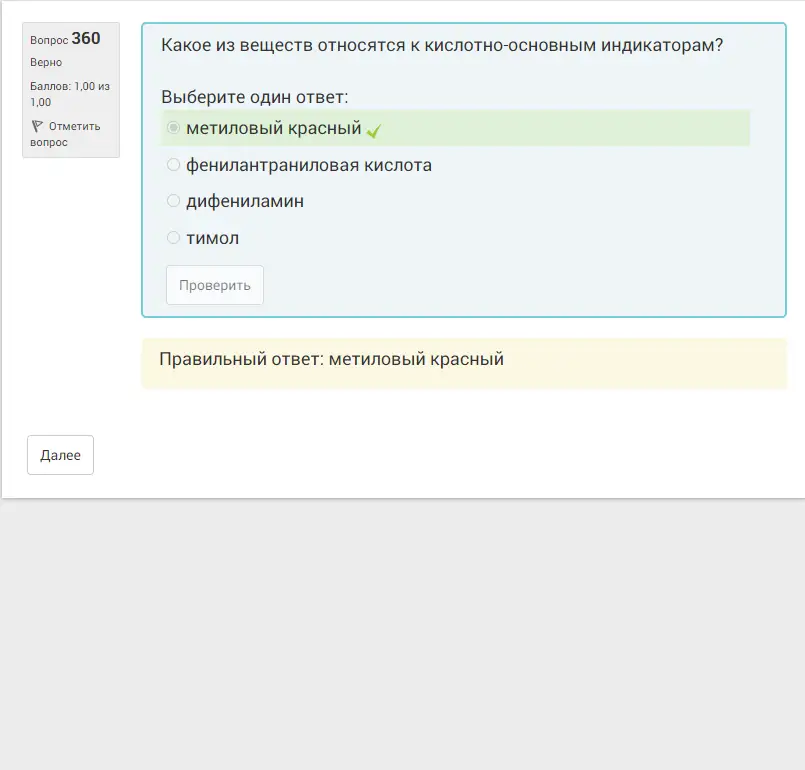 Вопрос 360
Верно
Баллов: 1,00 из
1,00
Отметить
вопрос
Какое из веществ относятся к кислотно-основным индикаторам?
Выберите один ответ:
метиловый красный
фенилантраниловая кислота
дифениламин
тимол
Проверить
Правильный ответ: метиловый красный
Далее